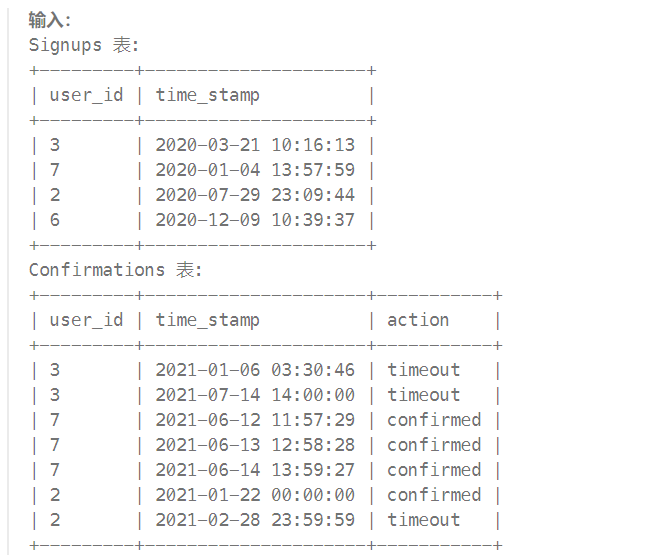 输入：
Signups 表:
+---------+---------------------+
| user_id | time_stamp          |
+---------+---------------------+
| 3       | 2020-03-21 10:16:13 |
| 7       | 2020-01-04 13:57:59 |
| 2       | 2020-07-29 23:09:44 |
| 6       | 2020-12-09 10:39:37 |
+---------+---------------------+
Confirmations 表:
+---------+---------------------+-----------+
| user_id | time_stamp          | action    |
+---------+---------------------+-----------+
| 3       | 2021-01-06 03:30:46 | timeout   |
| 3       | 2021-07-14 14:00:00 | timeout   |
| 7       | 2021-06-12 11:57:29 | confirmed |
| 7       | 2021-06-13 12:58:28 | confirmed |
| 7       | 2021-06-14 13:59:27 | confirmed |
| 2       | 2021-01-22 00:00:00 | confirmed |
| 2       | 2021-02-28 23:59:59 | timeout   |
+---------+---------------------+-----------+